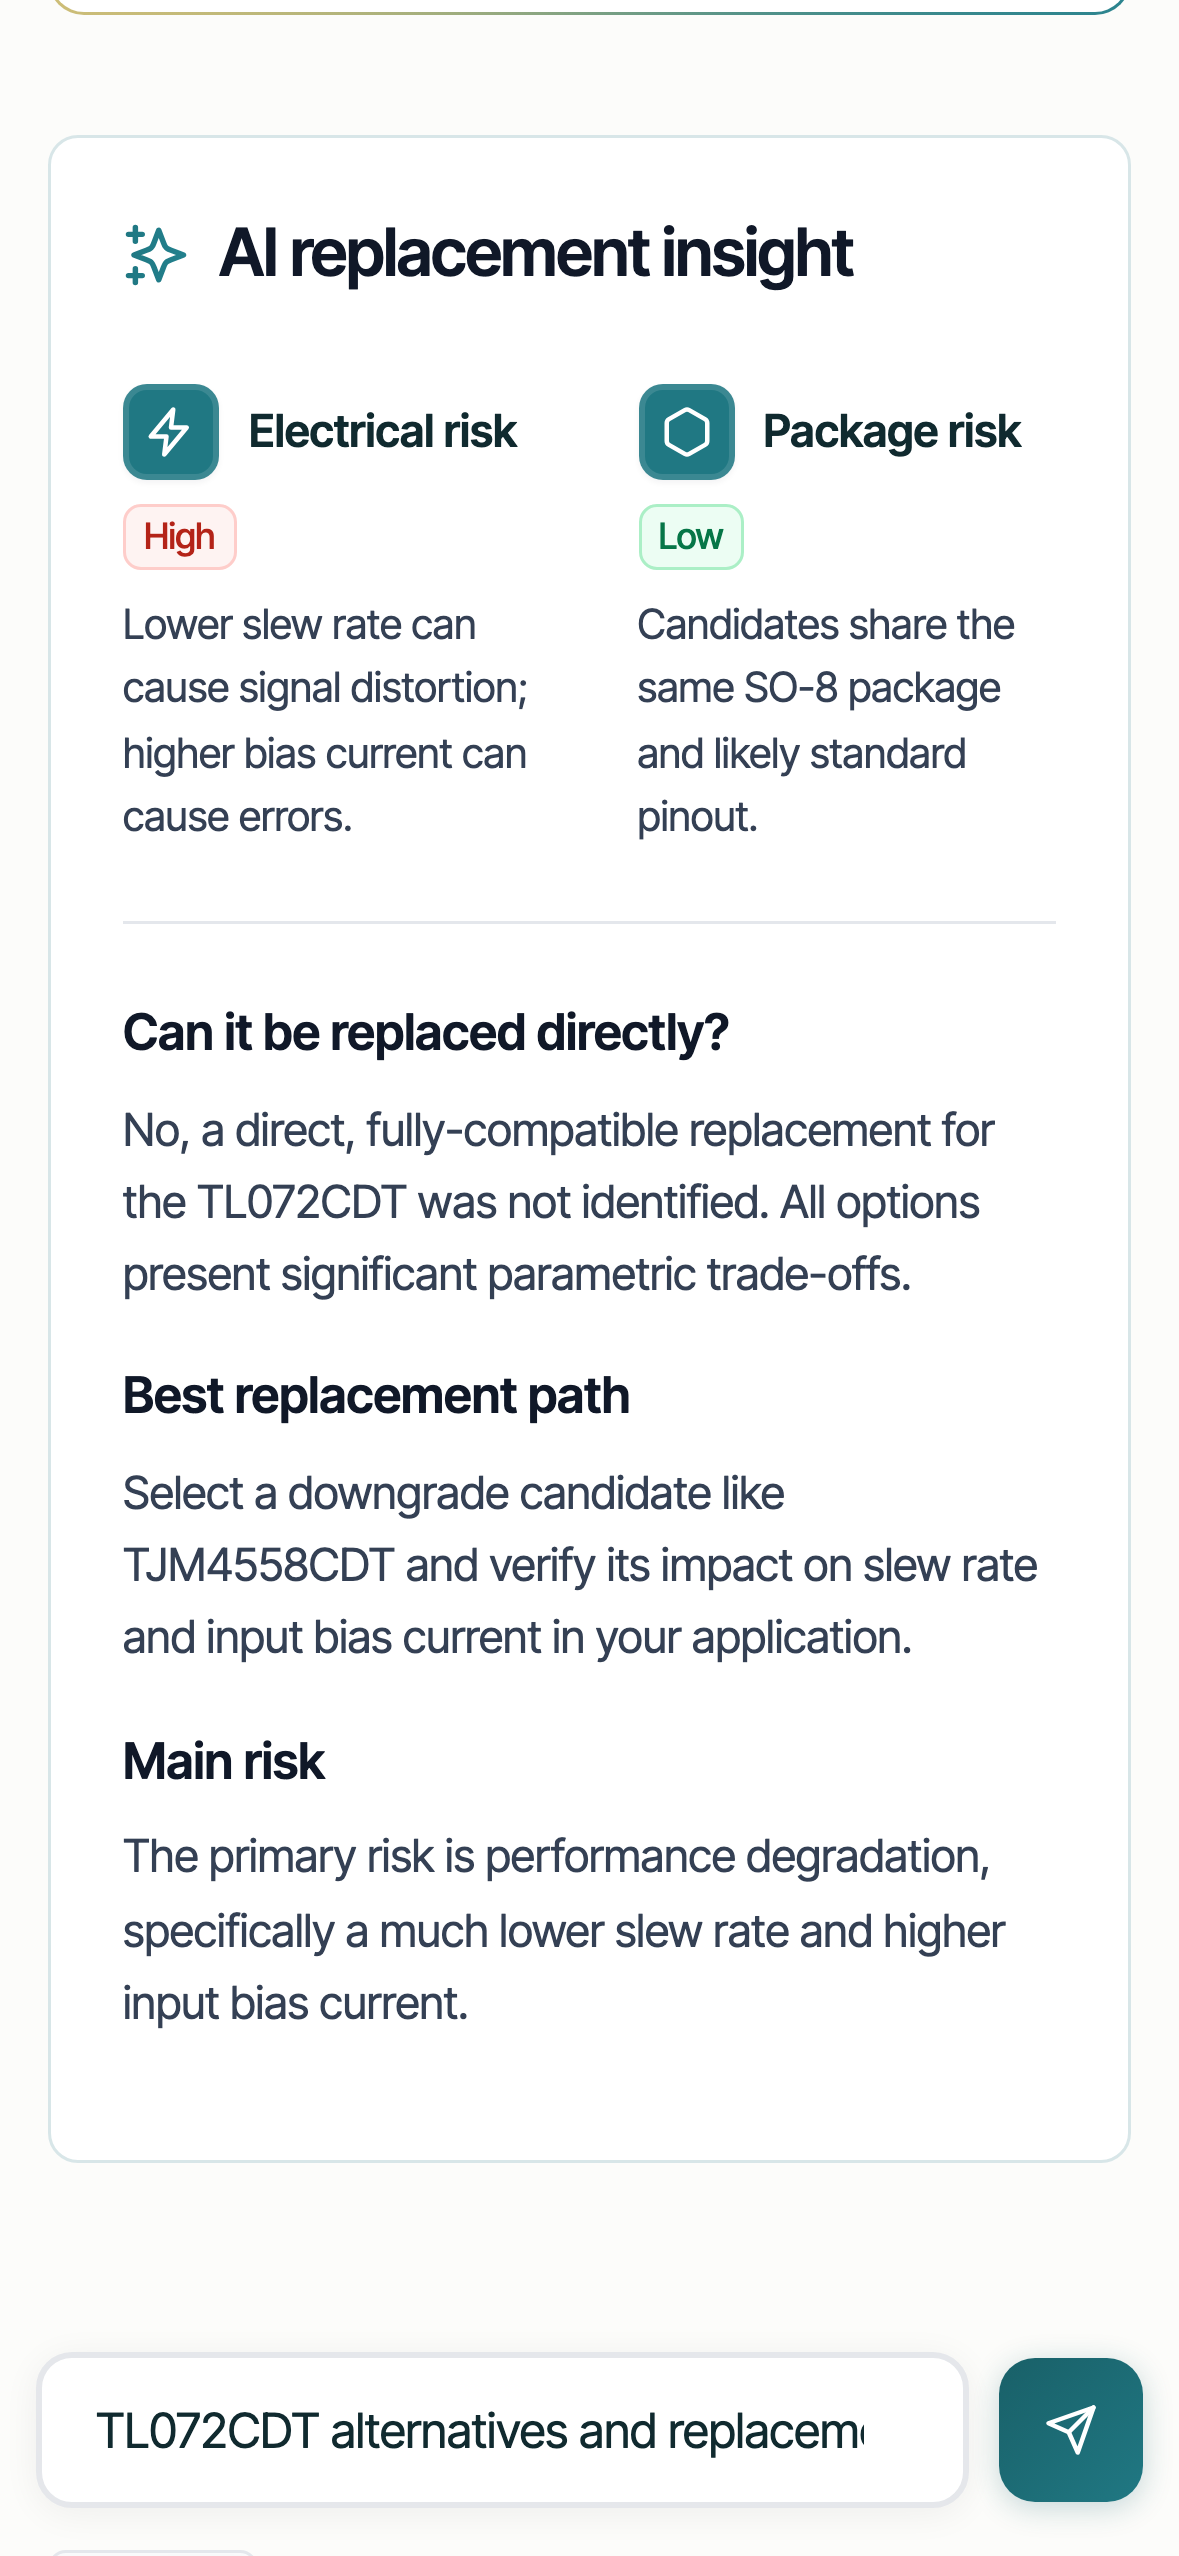 AI replacement insight
Electrical risk
High
Lower slew rate can
cause signal distortion;
higher bias current can
cause errors.
Package risk
Low
Candidates share the
same SO-8 package
and likely standard
pinout.
Can it be replaced directly?
No, a direct, fully-compatible replacement for
the TL072CDT was not identified. All options
present significant parametric trade-offs.
Best replacement path
Select a downgrade candidate like
TJM4558CDT and verify its impact on slew rate
and input bias current in your application.
Main risk
The primary risk is performance degradation,
specifically a much lower slew rate and higher
input bias current.
TL072CDT alternatives and replacem